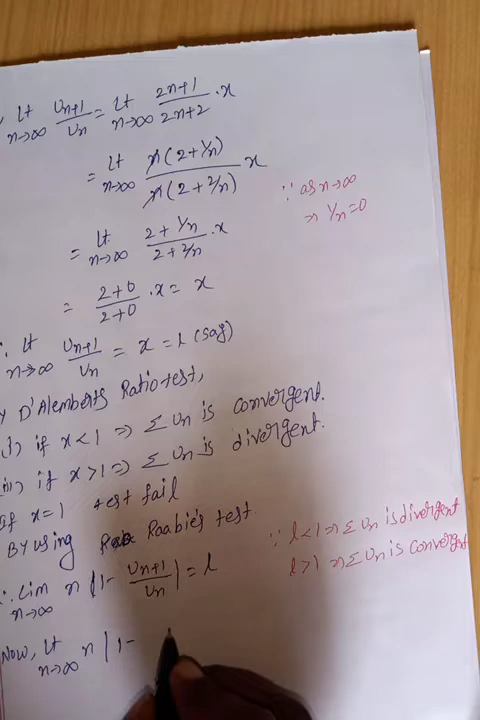 Lt n→∞ Un+1/Un = Lt n→∞ 2n+1/2n+2 · x
= Lt n→∞ n(2+1/n)/n(2+2/n) x
∵ as n→∞
⇒ 1/n = 0
= Lt n→∞ 2+1/n/2+2/n · x
= 2+0/2+0 · x = x
∴ Lt n→∞ Un+1/Un = x = l (say)
D'Alemberts Ratio test,
(i) if x<1 ⇒ Σ Un is convergent.
(ii) if x>1 ⇒ Σ Un is divergent.
If x=1 test fail
By using Raabie's test
∵ l<1 ⇒ Σ Un is divergent
∴ Lim n→∞ n |1 - Un+1/Un| = l
l>1 ⇒ Σ Un is convergent
Now, Lt n→∞ n | 1 -